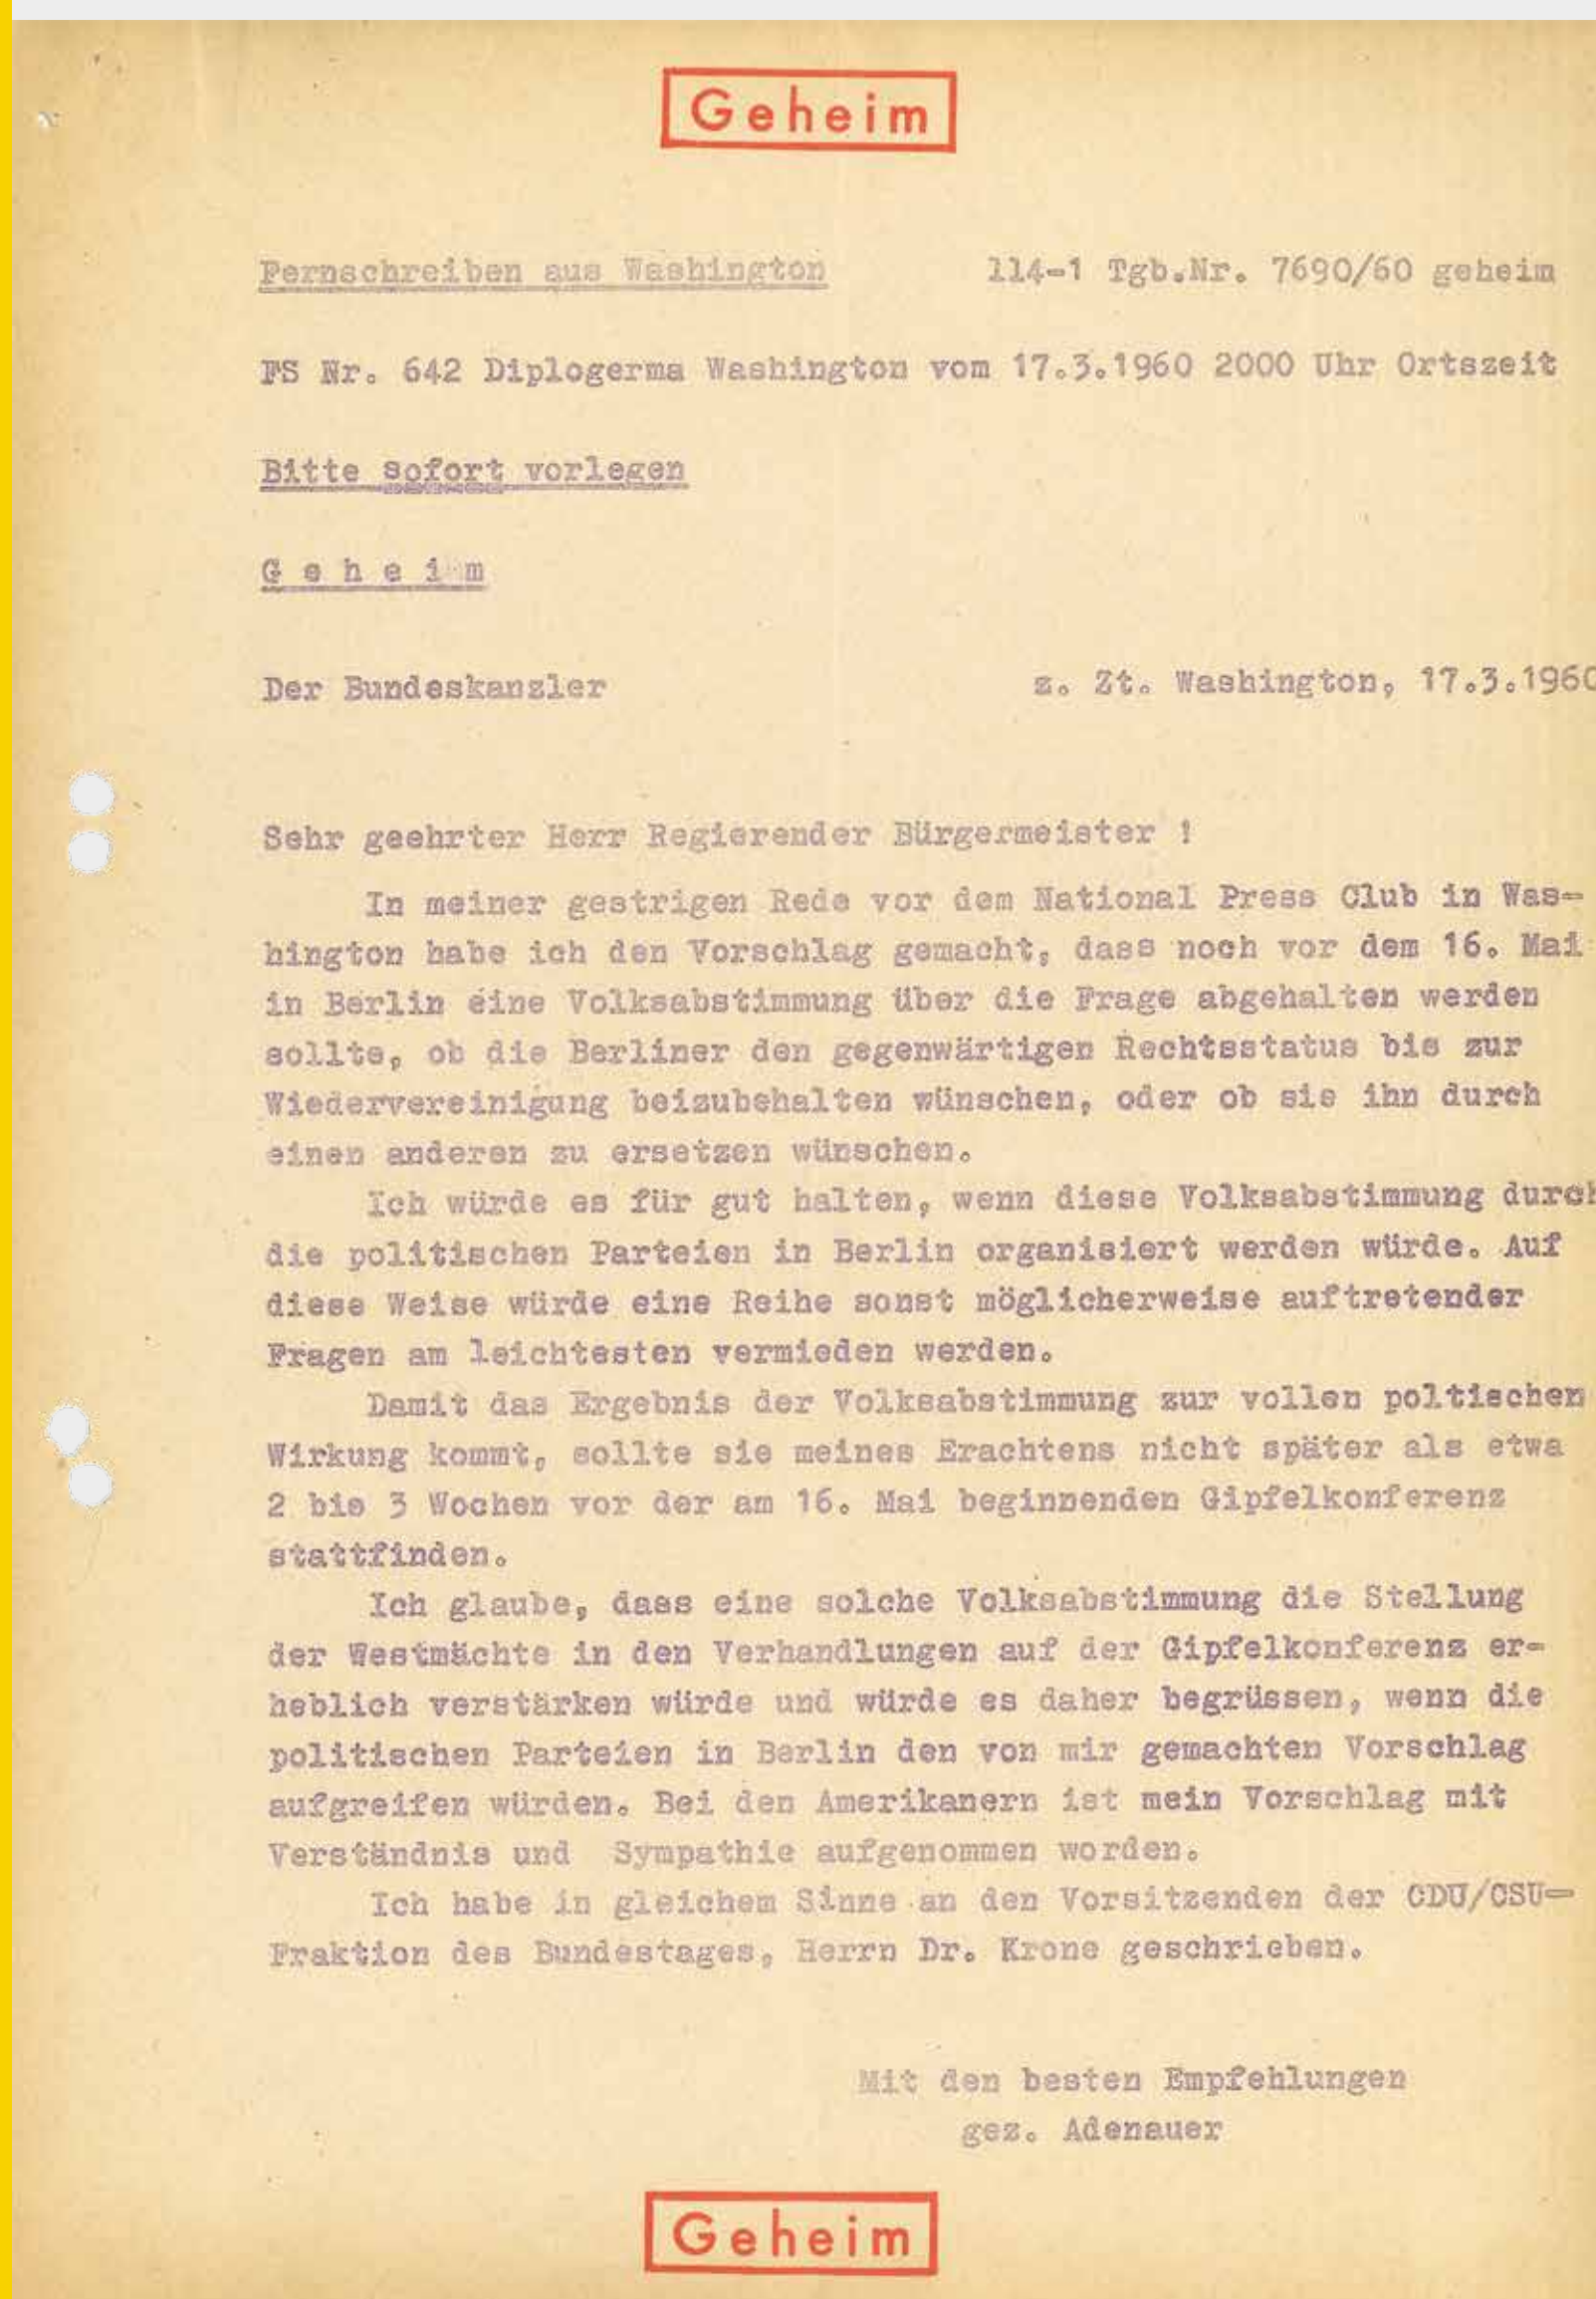 Geheim
Fernschreiben aus Washington 114-1 Tgb.Nr. 7690/60 geheim
FS Nr. 642 Diplogerma Washington vom 17.3.1960 2000 Uhr Ortszeit
Bitte sofort vorlegen
G e h e i m
Der Bundeskanzler z. Zt. Washington, 17.3.1960
Sehr geehrter Herr Regierender Bürgermeister !
In meiner gestrigen Rede vor dem National Press Club in Was-
hington habe ich den Vorschlag gemacht, dass noch vor dem 16. Mai
in Berlin eine Volksabstimmung über die Frage abgehalten werden
sollte, ob die Berliner den gegenwärtigen Rechtsstatus bis zur
Wiedervereinigung beizubehalten wünschen, oder ob sie ihn durch
einen anderen zu ersetzen wünschen.
Ich würde es für gut halten, wenn diese Volksabstimmung durch
die politischen Parteien in Berlin organisiert werden würde. Auf
diese Weise würde eine Reihe sonst möglicherweise auftretender
Fragen am leichtesten vermieden werden.
Damit das Ergebnis der Volksabstimmung zur vollen poltischen
Wirkung kommt, sollte sie meines Erachtens nicht später als etwa
2 bis 3 Wochen vor der am 16. Mai beginnenden Gipfelkonferenz
stattfinden.
Ich glaube, dass eine solche Volksabstimmung die Stellung
der Westmächte in den Verhandlungen auf der Gipfelkonferenz er-
heblich verstärken würde und würde es daher begrüssen, wenn die
politischen Parteien in Berlin den von mir gemachten Vorschlag
aufgreifen würden. Bei den Amerikanern ist mein Vorschlag mit
Verständnis und Sympathie aufgenommen worden.
Ich habe in gleichem Sinne an den Vorsitzenden der CDU/CSU-
Fraktion des Bundestages, Herrn Dr. Krone geschrieben.
Mit den besten Empfehlungen
gez. Adenauer
Geheim